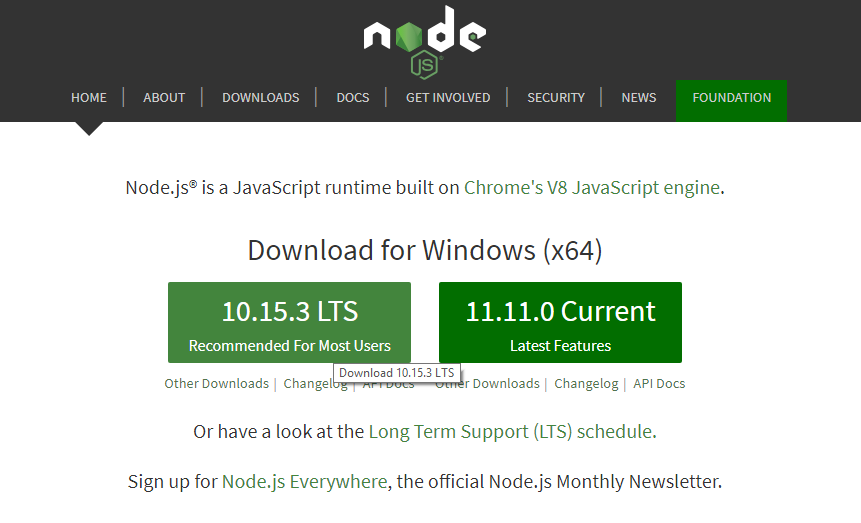 node
JS
HOME | ABOUT | DOWNLOADS | DOCS | GET INVOLVED | SECURITY | NEWS FOUNDATION
Node.js® is a JavaScript runtime built on Chrome's V8 JavaScript engine.
Download for Windows (x64)
10.15.3 LTS
Recommended For Most Users
11.11.0 Current
Latest Features
Download 10.15.3 LTS
Other Downloads | Changelog | API Docs
Other Downloads | Changelog | API Docs
Or have a look at the Long Term Support (LTS) schedule.
Sign up for Node.js Everywhere, the official Node.js Monthly Newsletter.